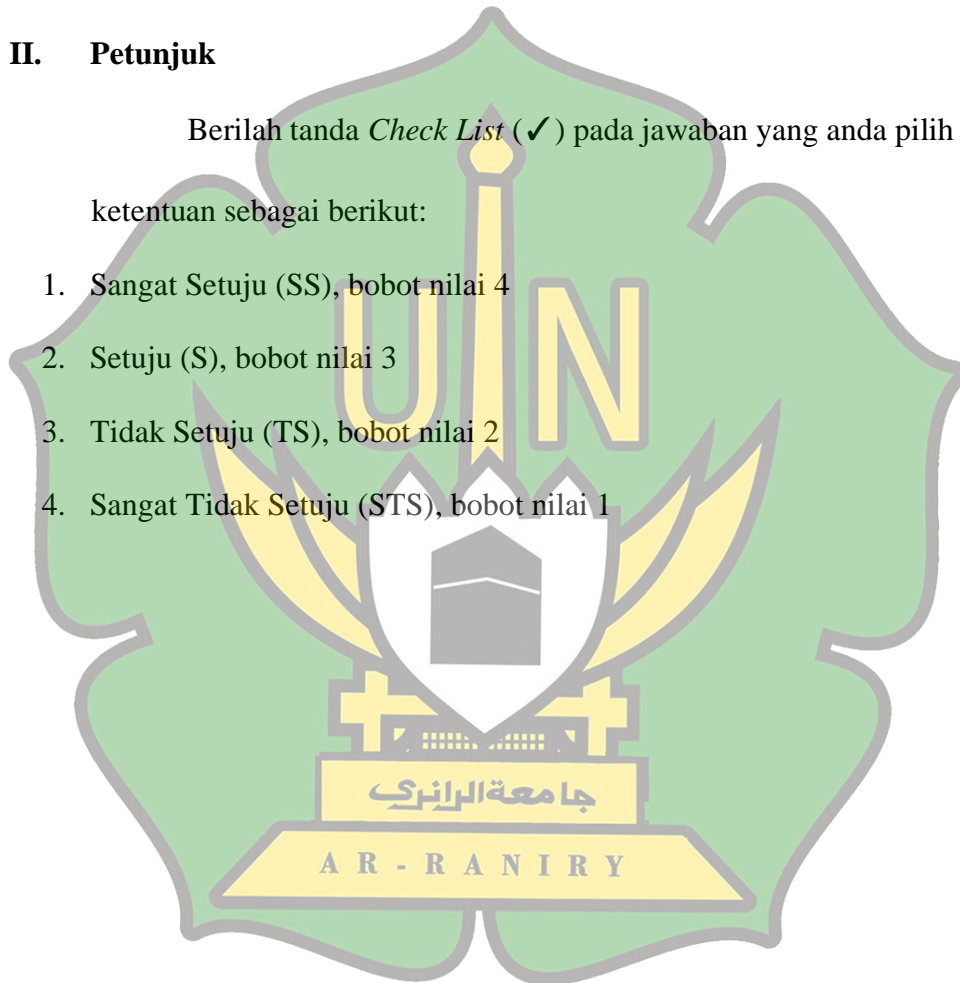 II. Petunjuk
Berilah tanda Check List (✓) pada jawaban yang anda pilih
ketentuan sebagai berikut:
1. Sangat Setuju (SS), bobot nilai 4
2. Setuju (S), bobot nilai 3
3. Tidak Setuju (TS), bobot nilai 2
4. Sangat Tidak Setuju (STS), bobot nilai 1
UIN
جامعةالرانري
AR-RANIRY